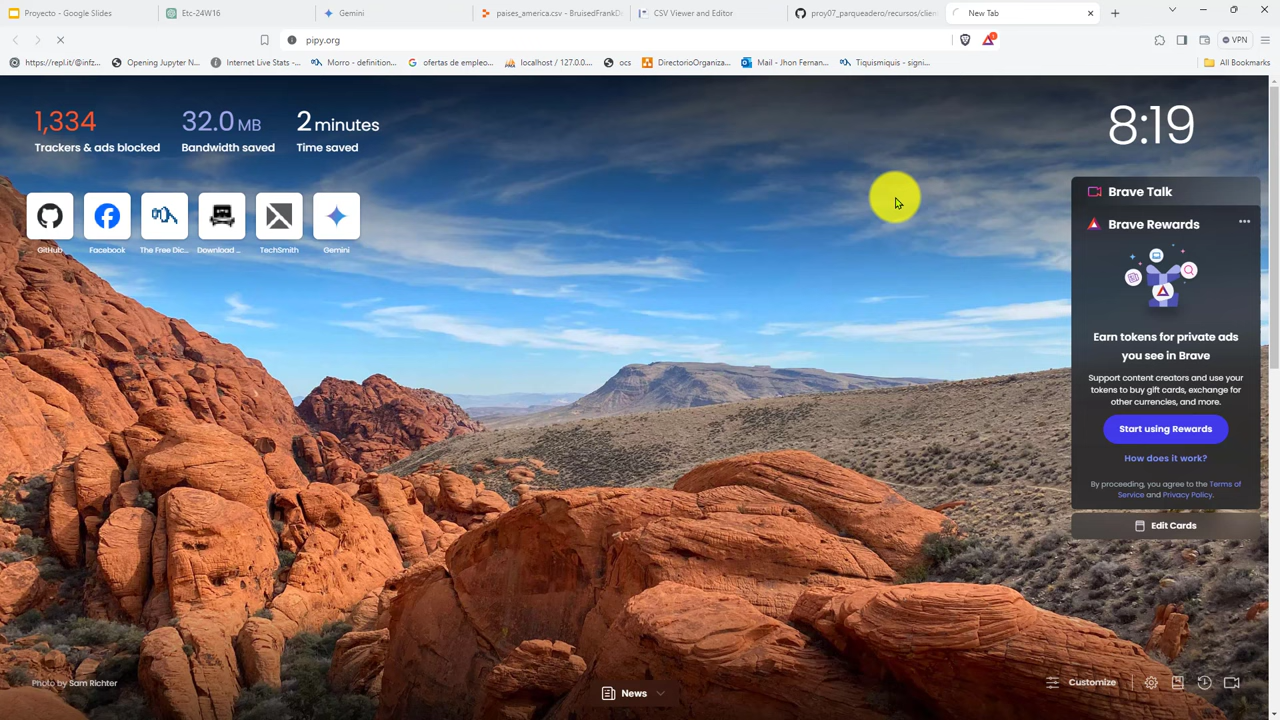 Proyecto - Google Slides
Etc-24W16
Gemini
paises_america.csv - BruisedFrankD
CSV Viewer and Editor
proy07_parqueadero/recursos/clien
New Tab
pipy.org
1
VPN
https://repl.it/@infz...
Opening Jupyter N...
Internet Live Stats -...
Morro - definition...
ofertas de empleo...
localhost / 127.0.0...
ocs
DirectorioOrganiza...
Mail - Jhon Fernan...
Tiquismiquis - signi...
All Bookmarks
1,334
Trackers & ads blocked
32.0 MB
Bandwidth saved
2 minutes
Time saved
8:19
GitHub
Facebook
The Free Dic...
Download ...
TechSmith
Gemini
Brave Talk
Brave Rewards
Earn tokens for private ads
you see in Brave
Support content creators and use your
tokens to buy gift cards, exchange for
other currencies, and more.
Start using Rewards
How does it work?
By proceeding, you agree to the Terms of
Service and Privacy Policy.
Edit Cards
Photo by Sam Richter
News
Customize